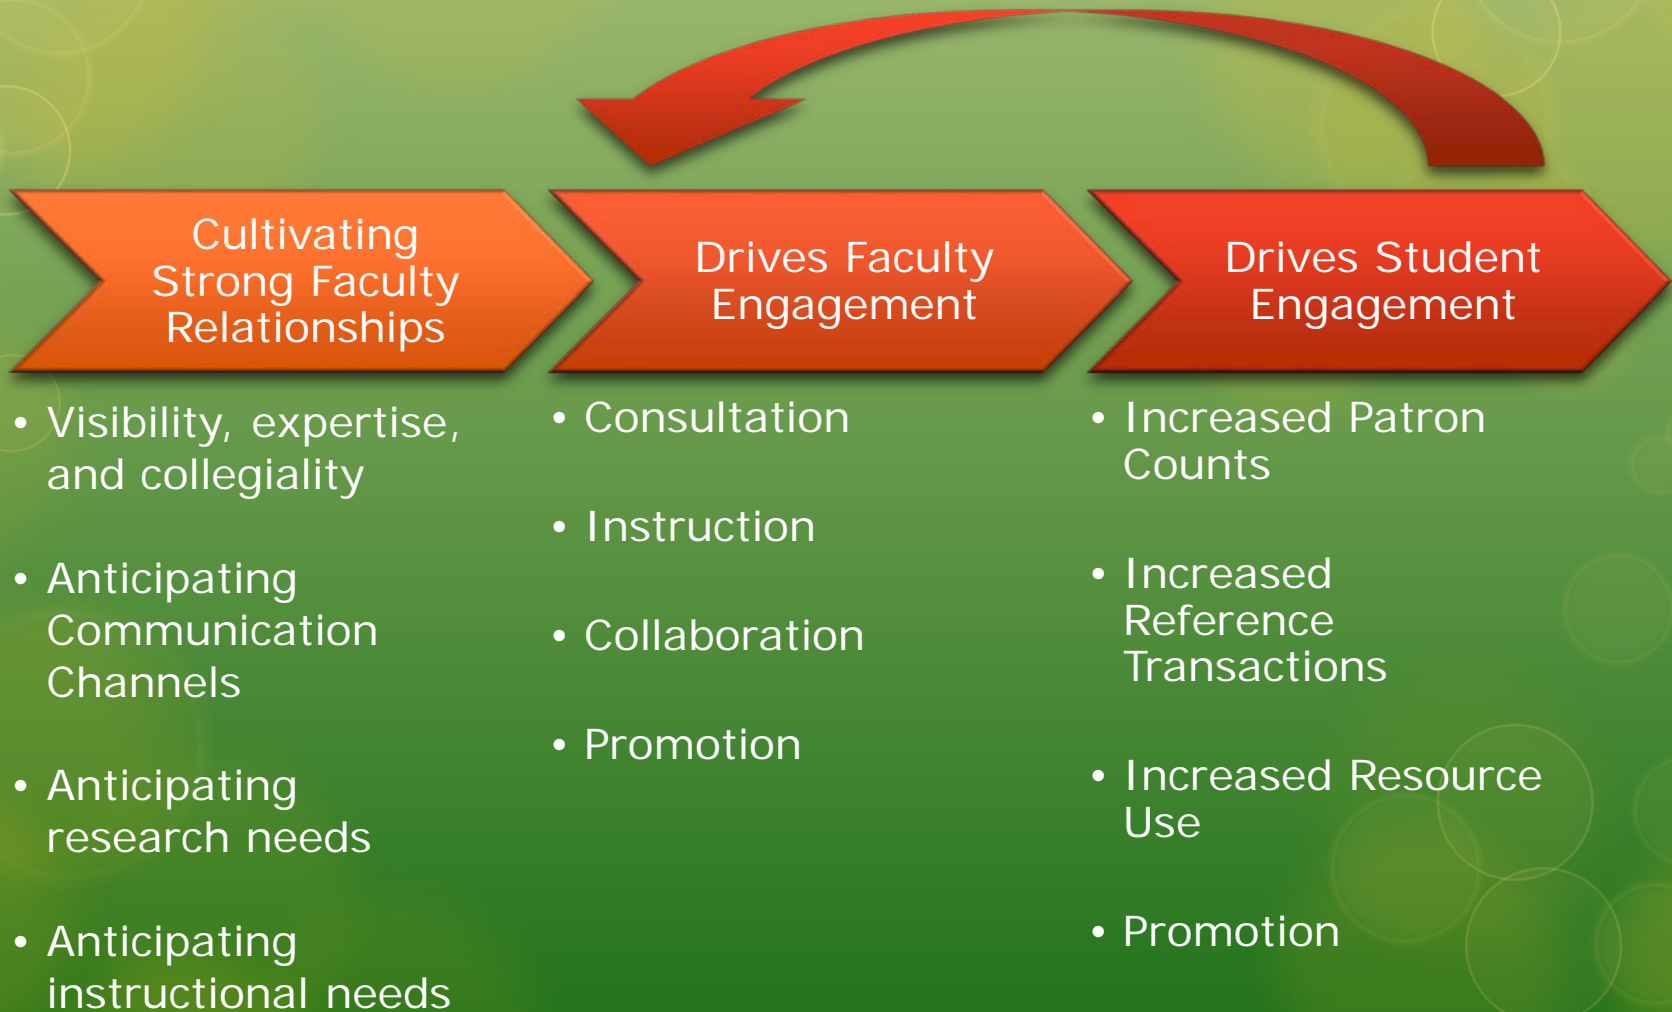 Cultivating
Strong Faculty
Relationships
Drives Faculty
Engagement
Drives Student
Engagement
• Visibility, expertise,
and collegiality
• Anticipating
Communication
Channels
• Anticipating
research needs
• Anticipating
instructional needs
• Consultation
• Instruction
• Collaboration
• Promotion
• Increased Patron
Counts
• Increased
Reference
Transactions
• Increased Resource
Use
• Promotion